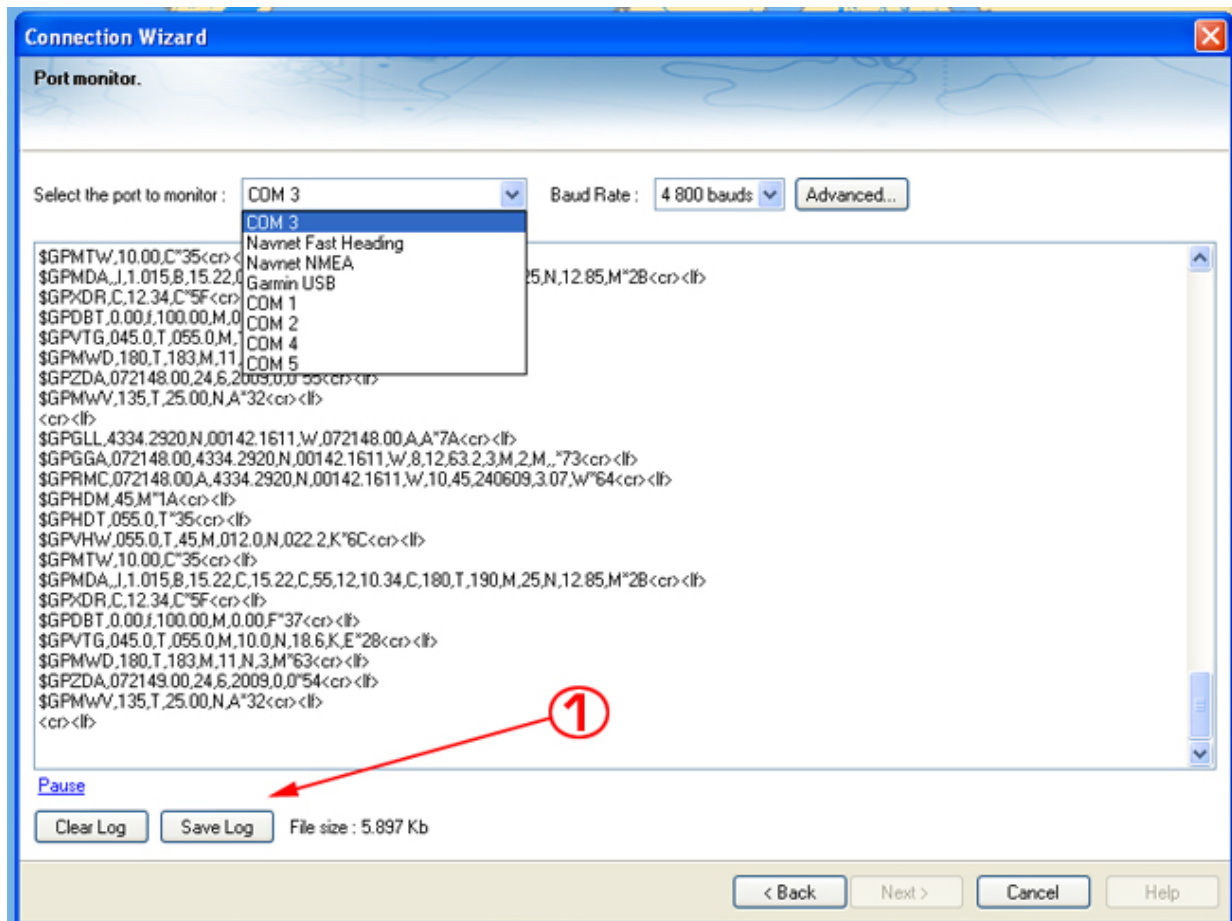 Connection Wizard
Port monitor.
Select the port to monitor : COM 3 Baud Rate : 4 800 bauds Advanced...
COM 3
Navnet Fast Heading
Navnet NMEA
Garmin USB
COM 1
COM 2
COM 4
COM 5
$GPMTW,10.00,C*35<cr><
$GPMDA,,I,1.015,B,15.22, 25,N,12.85,M*2B<cr><lf>
$GPXDR,C,12.34,C*5F<cr>
$GPDBT,0.00,f,100.00,M,0
$GPVTG,045.0,T,055.0,M,
$GPMWD,180,T,183,M,11,
$GPZDA,072148.00,24,6,2009,0,0*55<cr><lf>
$GPMWV,135,T,25.00,N,A*32<cr><lf>
<cr><lf>
$GPGLL,4334.2920,N,00142.1611,W,072148.00,A,A*7A<cr><lf>
$GPGGA,072148.00,4334.2920,N,00142.1611,W,8,12,63.2,3,M,2,M,,*73<cr><lf>
$GPRMC,072148.00,A,4334.2920,N,00142.1611,W,10,45,240609,3.07,W*64<cr><lf>
$GPHDM,45,M*1A<cr><lf>
$GPHDT,055.0,T*35<cr><lf>
$GPVHW,055.0,T,45,M,012.0,N,022.2,K*6C<cr><lf>
$GPMTW,10.00,C*35<cr><lf>
$GPMDA,,I,1.015,B,15.22,C,15.22,C,55,12,10.34,C,180,T,190,M,25,N,12.85,M*2B<cr><lf>
$GPXDR,C,12.34,C*5F<cr><lf>
$GPDBT,0.00,f,100.00,M,0.00,F*37<cr><lf>
$GPVTG,045.0,T,055.0,M,10.0,N,18.6,K,E*28<cr><lf>
$GPMWD,180,T,183,M,11,N,3,M*63<cr><lf>
$GPZDA,072149.00,24,6,2009,0,0*54<cr><lf>
$GPMWV,135,T,25.00,N,A*32<cr><lf>
<cr><lf>
1
Pause
Clear Log Save Log File size : 5.897 Kb
< Back Next > Cancel Help